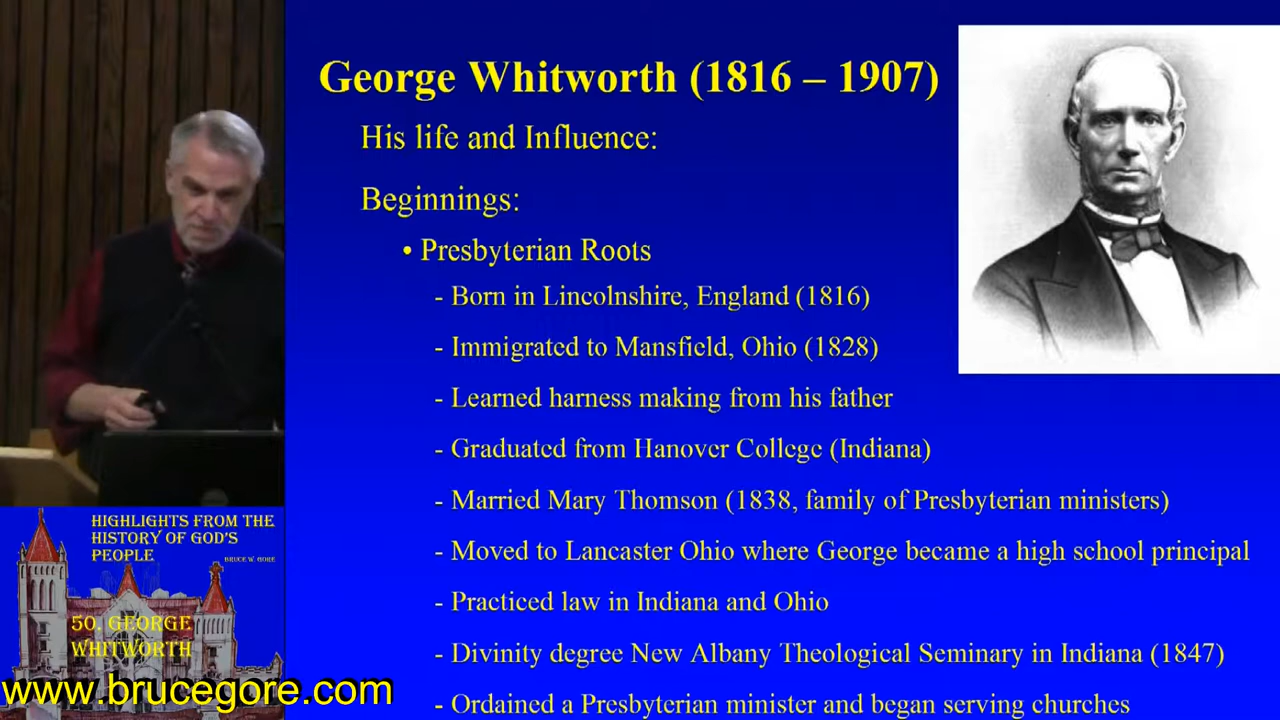 George Whitworth (1816 – 1907)
His life and Influence:
Beginnings:
• Presbyterian Roots
- Born in Lincolnshire, England (1816)
- Immigrated to Mansfield, Ohio (1828)
- Learned harness making from his father
- Graduated from Hanover College (Indiana)
- Married Mary Thomson (1838, family of Presbyterian ministers)
- Moved to Lancaster Ohio where George became a high school principal
- Practiced law in Indiana and Ohio
- Divinity degree New Albany Theological Seminary in Indiana (1847)
- Ordained a Presbyterian minister and began serving churches
HIGHLIGHTS FROM THE
HISTORY OF GOD'S
PEOPLE
BRUCE W. GORE
50. GEORGE
WHITWORTH
www.brucegore.com